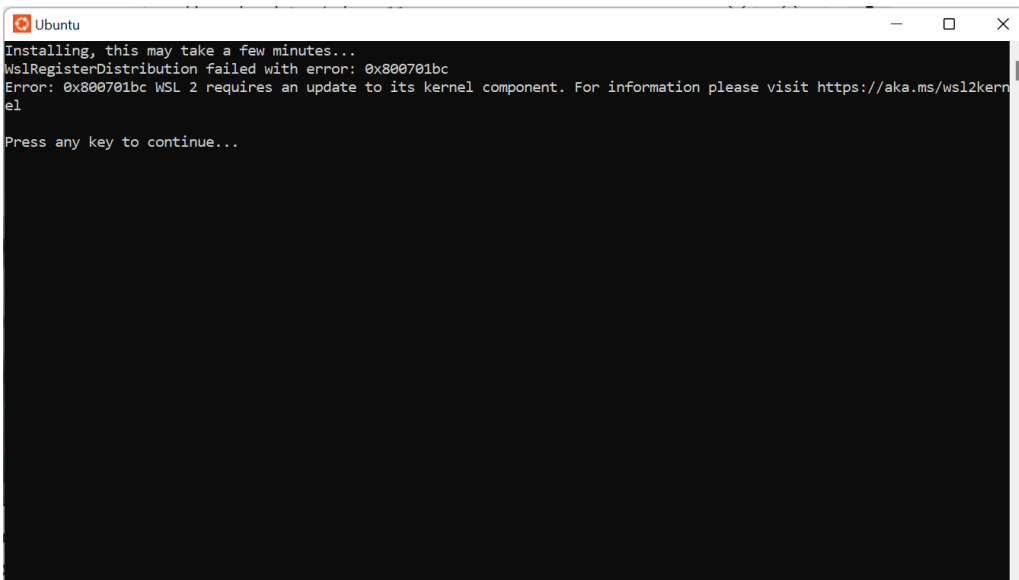 Ubuntu
Installing, this may take a few minutes...
WslRegisterDistribution failed with error: 0x800701bc
Error: 0x800701bc WSL 2 requires an update to its kernel component. For information please visit https://aka.ms/wsl2kern
el
Press any key to continue...